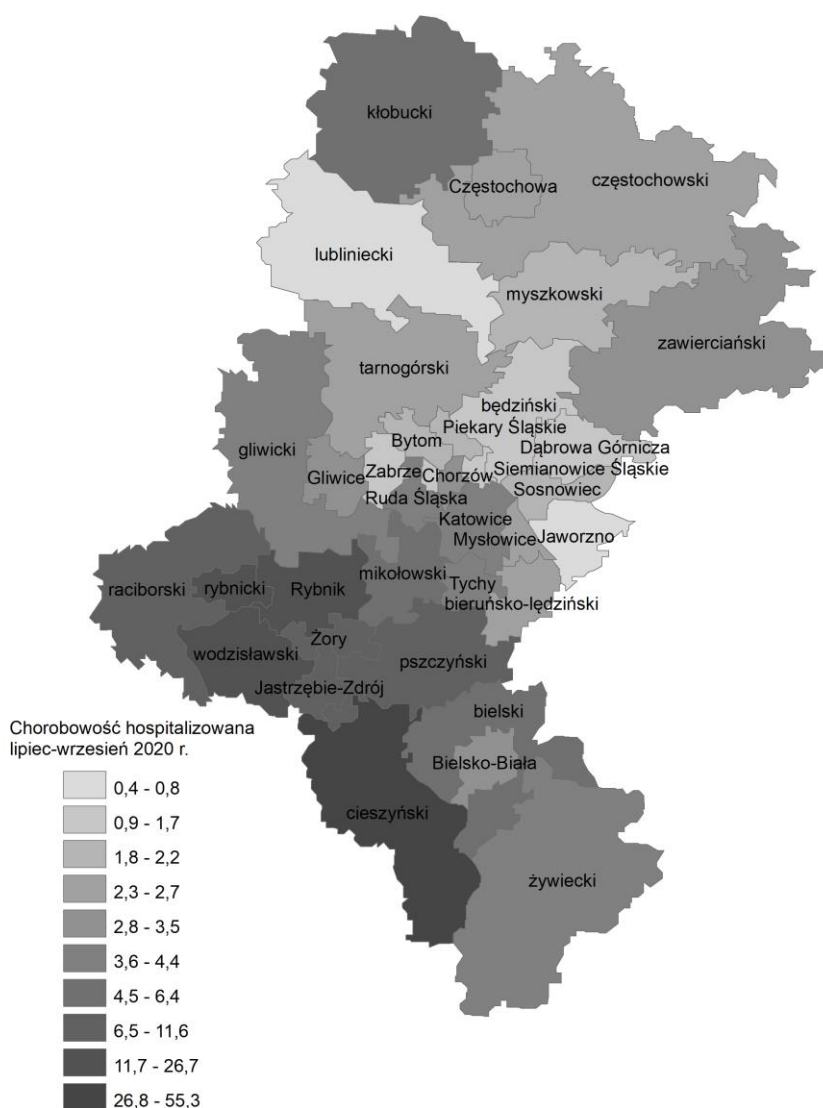 kłobucki
Częstochowa
częstochowski
lubliniecki
myszkowski
zawierciański
tarnogórski
będziński
Piekary Śląskie
Bytom
Dąbrowa Górnicza
gliwicki
Gliwice
Zabrze
Chorzów
Siemianowice Śląskie
Sosnowiec
Ruda Śląska
Katowice
Mysłowice
Jaworzno
raciborski
rybnicki
Rybnik
mikołowski
Tychy
bieruńsko-lędziński
Żory
wodzisławski
pszczyński
Jastrzębie-Zdrój
bielski
Bielsko-Biała
cieszyński
żywiecki
Chorobowość hospitalizowana
lipiec-wrzesień 2020 r.
0,4 - 0,8
0,9 - 1,7
1,8 - 2,2
2,3 - 2,7
2,8 - 3,5
3,6 - 4,4
4,5 - 6,4
6,5 - 11,6
11,7 - 26,7
26,8 - 55,3